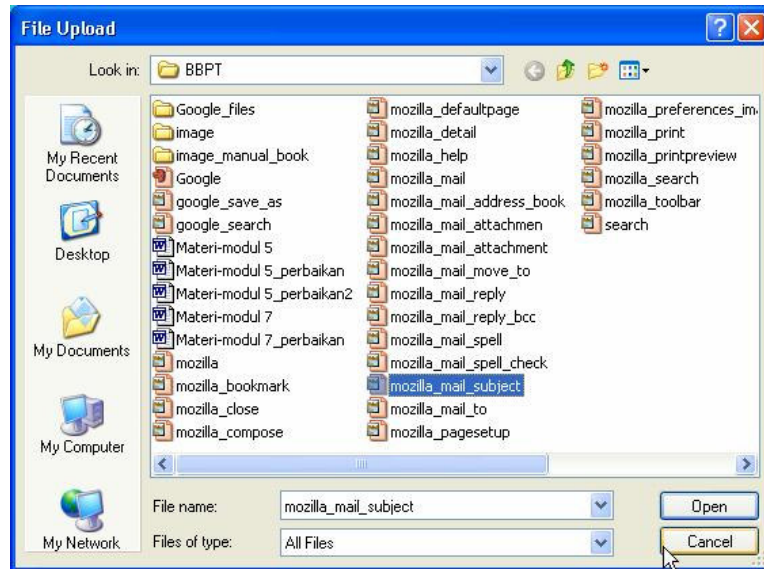 File Upload
Look in:
BBPT
My Recent
Documents
Desktop
My Documents
My Computer
My Network
Google_files
image
image_manual_book
Google
google_save_as
google_search
Materi-modul 5
Materi-modul 5_perbaikan
Materi-modul 5_perbaikan2
Materi-modul 7
Materi-modul 7_perbaikan
mozilla
mozilla_bookmark
mozilla_close
mozilla_compose
mozilla_defaultpage
mozilla_detail
mozilla_help
mozilla_mail
mozilla_mail_address_book
mozilla_mail_attachmen
mozilla_mail_attachment
mozilla_mail_move_to
mozilla_mail_reply
mozilla_mail_reply_bcc
mozilla_mail_spell
mozilla_mail_spell_check
mozilla_mail_subject
mozilla_mail_to
mozilla_pagesetup
mozilla_preferences_im
mozilla_print
mozilla_printpreview
mozilla_search
mozilla_toolbar
search
File name:
mozilla_mail_subject
Open
Files of type:
All Files
Cancel